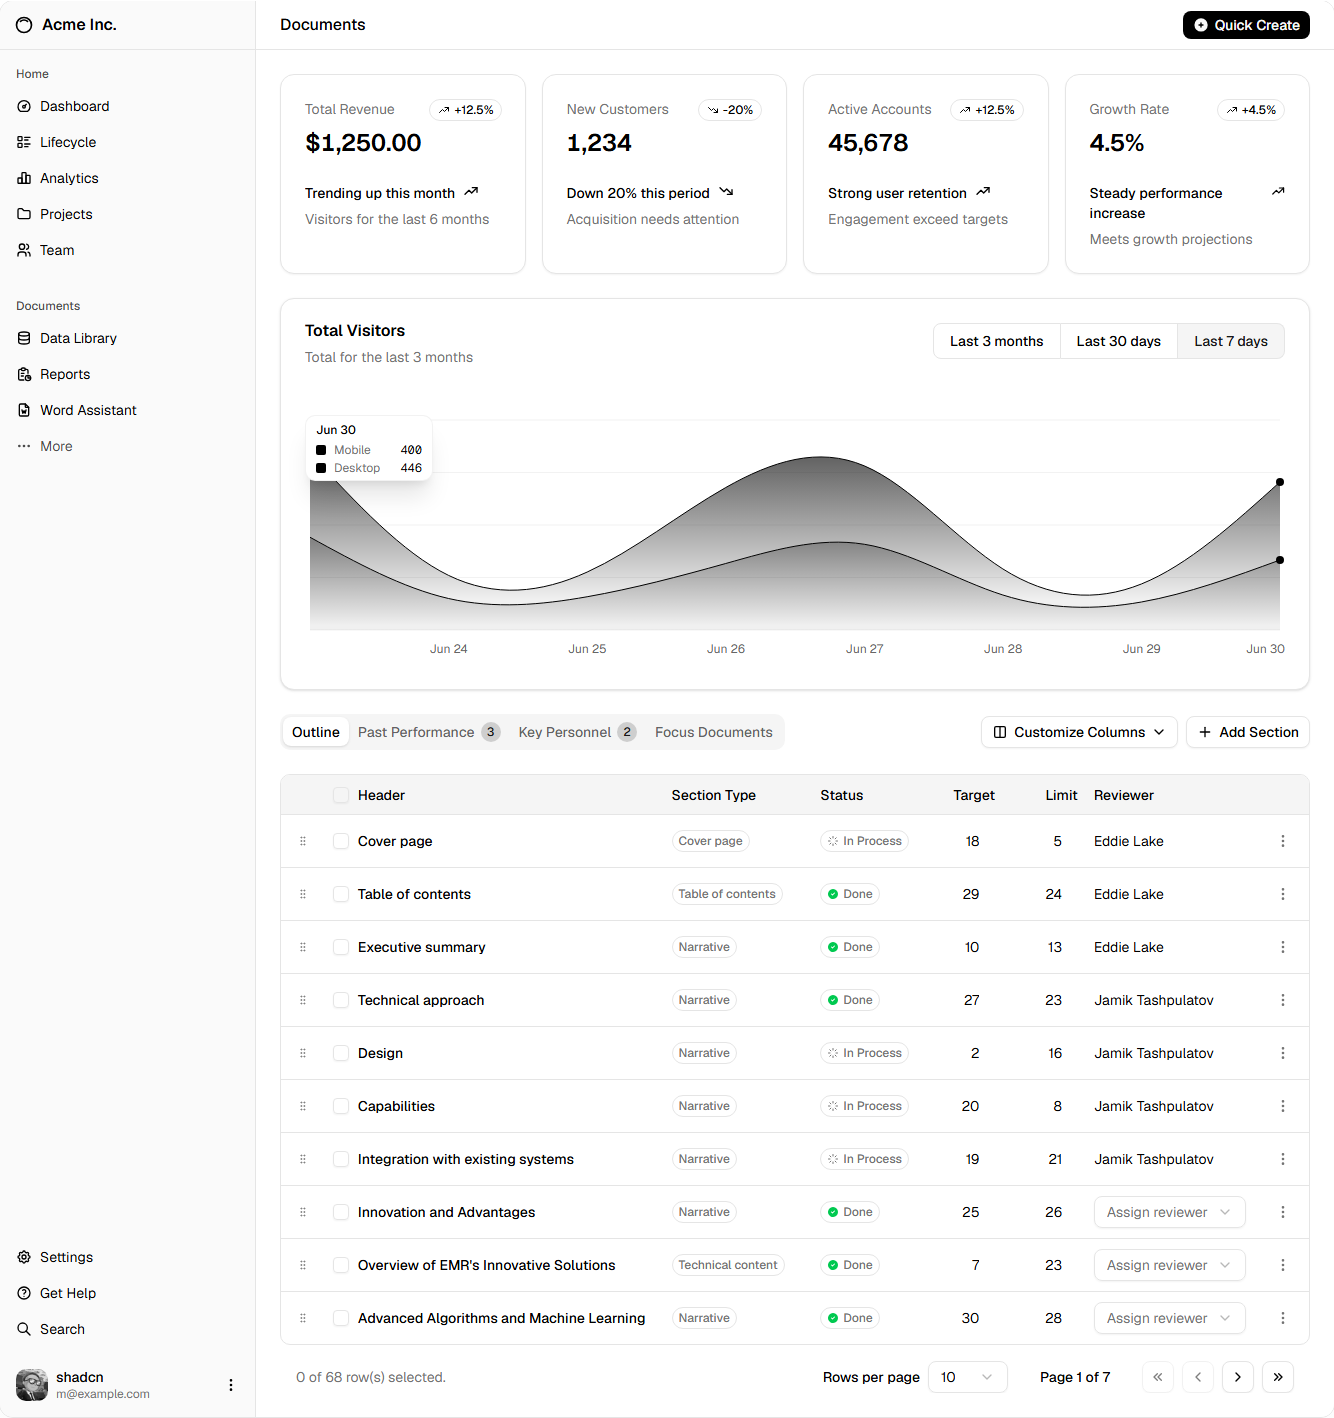 Acme Inc.
Documents
Quick Create
Home
Dashboard
Lifecycle
Analytics
Projects
Team
Documents
Data Library
Reports
Word Assistant
More
Settings
Get Help
Search
shadcn
m@example.com
Total Revenue
+12.5%
$1,250.00
Trending up this month
Visitors for the last 6 months
New Customers
-20%
1,234
Down 20% this period
Acquisition needs attention
Active Accounts
+12.5%
45,678
Strong user retention
Engagement exceed targets
Growth Rate
+4.5%
4.5%
Steady performance
increase
Meets growth projections
Total Visitors
Total for the last 3 months
Last 3 months Last 30 days Last 7 days
Jun 30
Mobile 400
Desktop 446
Jun 24 Jun 25 Jun 26 Jun 27 Jun 28 Jun 29 Jun 30
Outline Past Performance 3 Key Personnel 2 Focus Documents
Customize Columns
Add Section
Header Section Type Status Target Limit Reviewer
Cover page Cover page In Process 18 5 Eddie Lake
Table of contents Table of contents Done 29 24 Eddie Lake
Executive summary Narrative Done 10 13 Eddie Lake
Technical approach Narrative Done 27 23 Jamik Tashpulatov
Design Narrative In Process 2 16 Jamik Tashpulatov
Capabilities Narrative In Process 20 8 Jamik Tashpulatov
Integration with existing systems Narrative In Process 19 21 Jamik Tashpulatov
Innovation and Advantages Narrative Done 25 26 Assign reviewer
Overview of EMR's Innovative Solutions Technical content Done 7 23 Assign reviewer
Advanced Algorithms and Machine Learning Narrative Done 30 28 Assign reviewer
0 of 68 row(s) selected.
Rows per page 10
Page 1 of 7